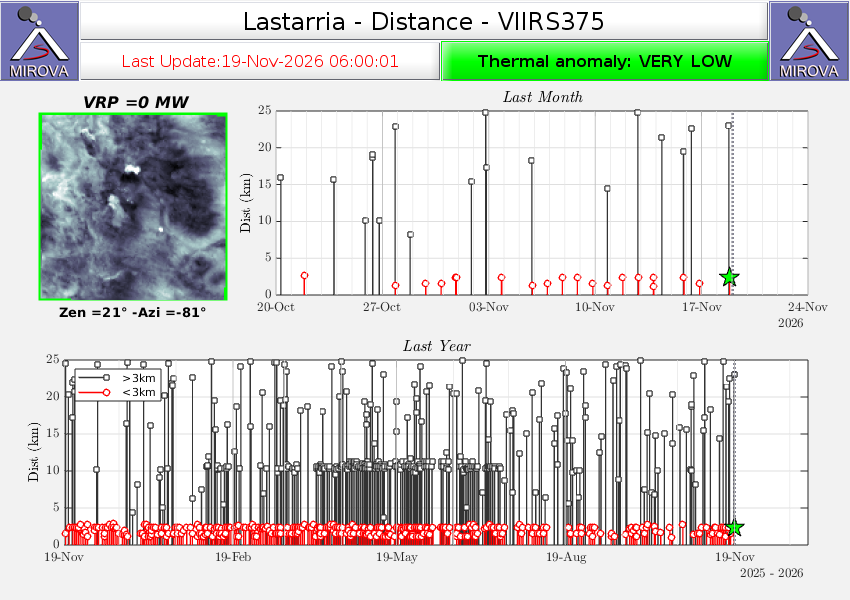 Lastarria - Distance - VIIRS375
MIROVA
Last Update:19-Nov-2026 06:00:01
Thermal anomaly: VERY LOW
MIROVA
VRP =0 MW
Zen =21° -Azi =-81°
Last Month
Dist (km)
25
20
15
10
5
0
20-Oct
27-Oct
03-Nov
10-Nov
17-Nov
24-Nov
2026
Last Year
Dist (km)
25
20
15
10
5
0
>3km
<3km
19-Nov
19-Feb
19-May
19-Aug
19-Nov
2025 - 2026